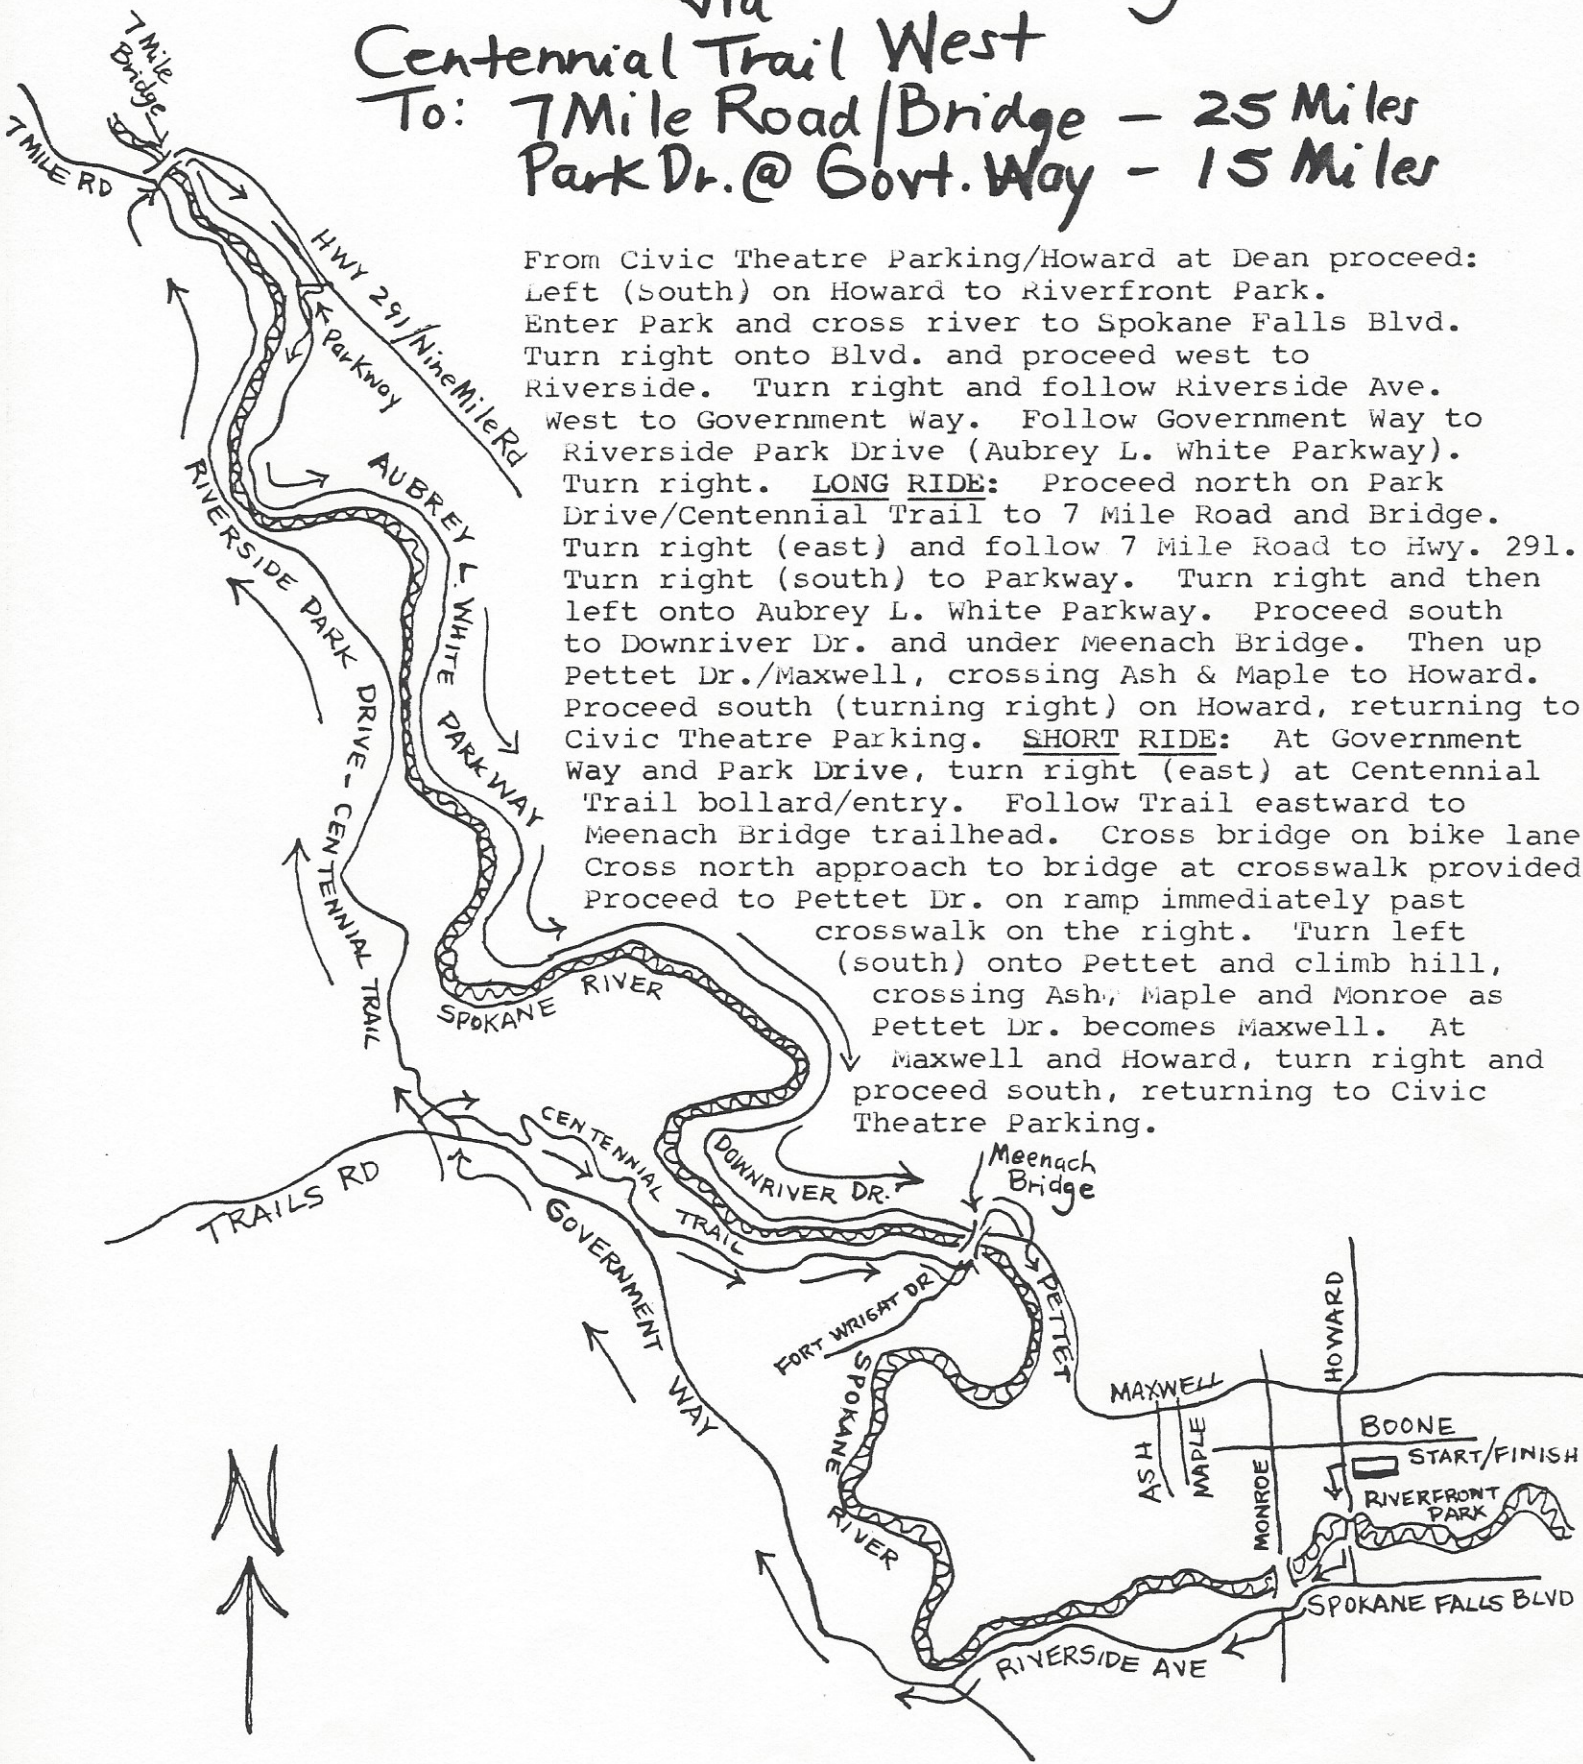 via
Centennial Trail West
To: 7 Mile Road/Bridge - 25 Miles
Park Dr. @ Govt. Way - 15 Miles
From Civic Theatre Parking/Howard at Dean proceed:
Left (South) on Howard to Riverfront Park.
Enter Park and cross river to Spokane Falls Blvd.
Turn right onto Blvd. and proceed west to
Riverside.  Turn right and follow Riverside Ave.
West to Government Way.  Follow Government Way to
Riverside Park Drive (Aubrey L. White Parkway).
Turn right.  LONG RIDE:  Proceed north on Park
Drive/Centennial Trail to 7 Mile Road and Bridge.
Turn right (east) and follow 7 Mile Road to Hwy. 291.
Turn right (south) to Parkway.  Turn right and then
left onto Aubrey L. White Parkway.  Proceed south
to Downriver Dr. and under Meenach Bridge.  Then up
Pettet Dr./Maxwell, crossing Ash & Maple to Howard.
Proceed south (turning right) on Howard, returning to
Civic Theatre Parking.  SHORT RIDE:  At Government
Way and Park Drive, turn right (east) at Centennial
Trail bollard/entry.  Follow Trail eastward to
Meenach Bridge trailhead.  Cross bridge on bike lane
Cross north approach to bridge at crosswalk provided
Proceed to Pettet Dr. on ramp immediately past
crosswalk on the right.  Turn left
(south) onto Pettet and climb hill,
crossing Ash, Maple and Monroe as
Pettet Dr. becomes Maxwell.  At
Maxwell and Howard, turn right and
proceed south, returning to Civic
Theatre Parking.
7 Mile
Bridge
7 MILE RD
HWY 291/Nine Mile Rd
Parkway
AUBREY L. WHITE PARKWAY
RIVERSIDE PARK DRIVE - CENTENNIAL TRAIL
SPOKANE RIVER
CENTENNIAL TRAIL
DOWNRIVER DR.
Meenach
Bridge
TRAILS RD
GOVERNMENT WAY
FORT WRIGHT DR
PETTET
SPOKANE
RIVER
MAXWELL
ASH
MAPLE
MONROE
HOWARD
BOONE
START/FINISH
RIVERFRONT
PARK
SPOKANE FALLS BLVD
RIVERSIDE AVE
N